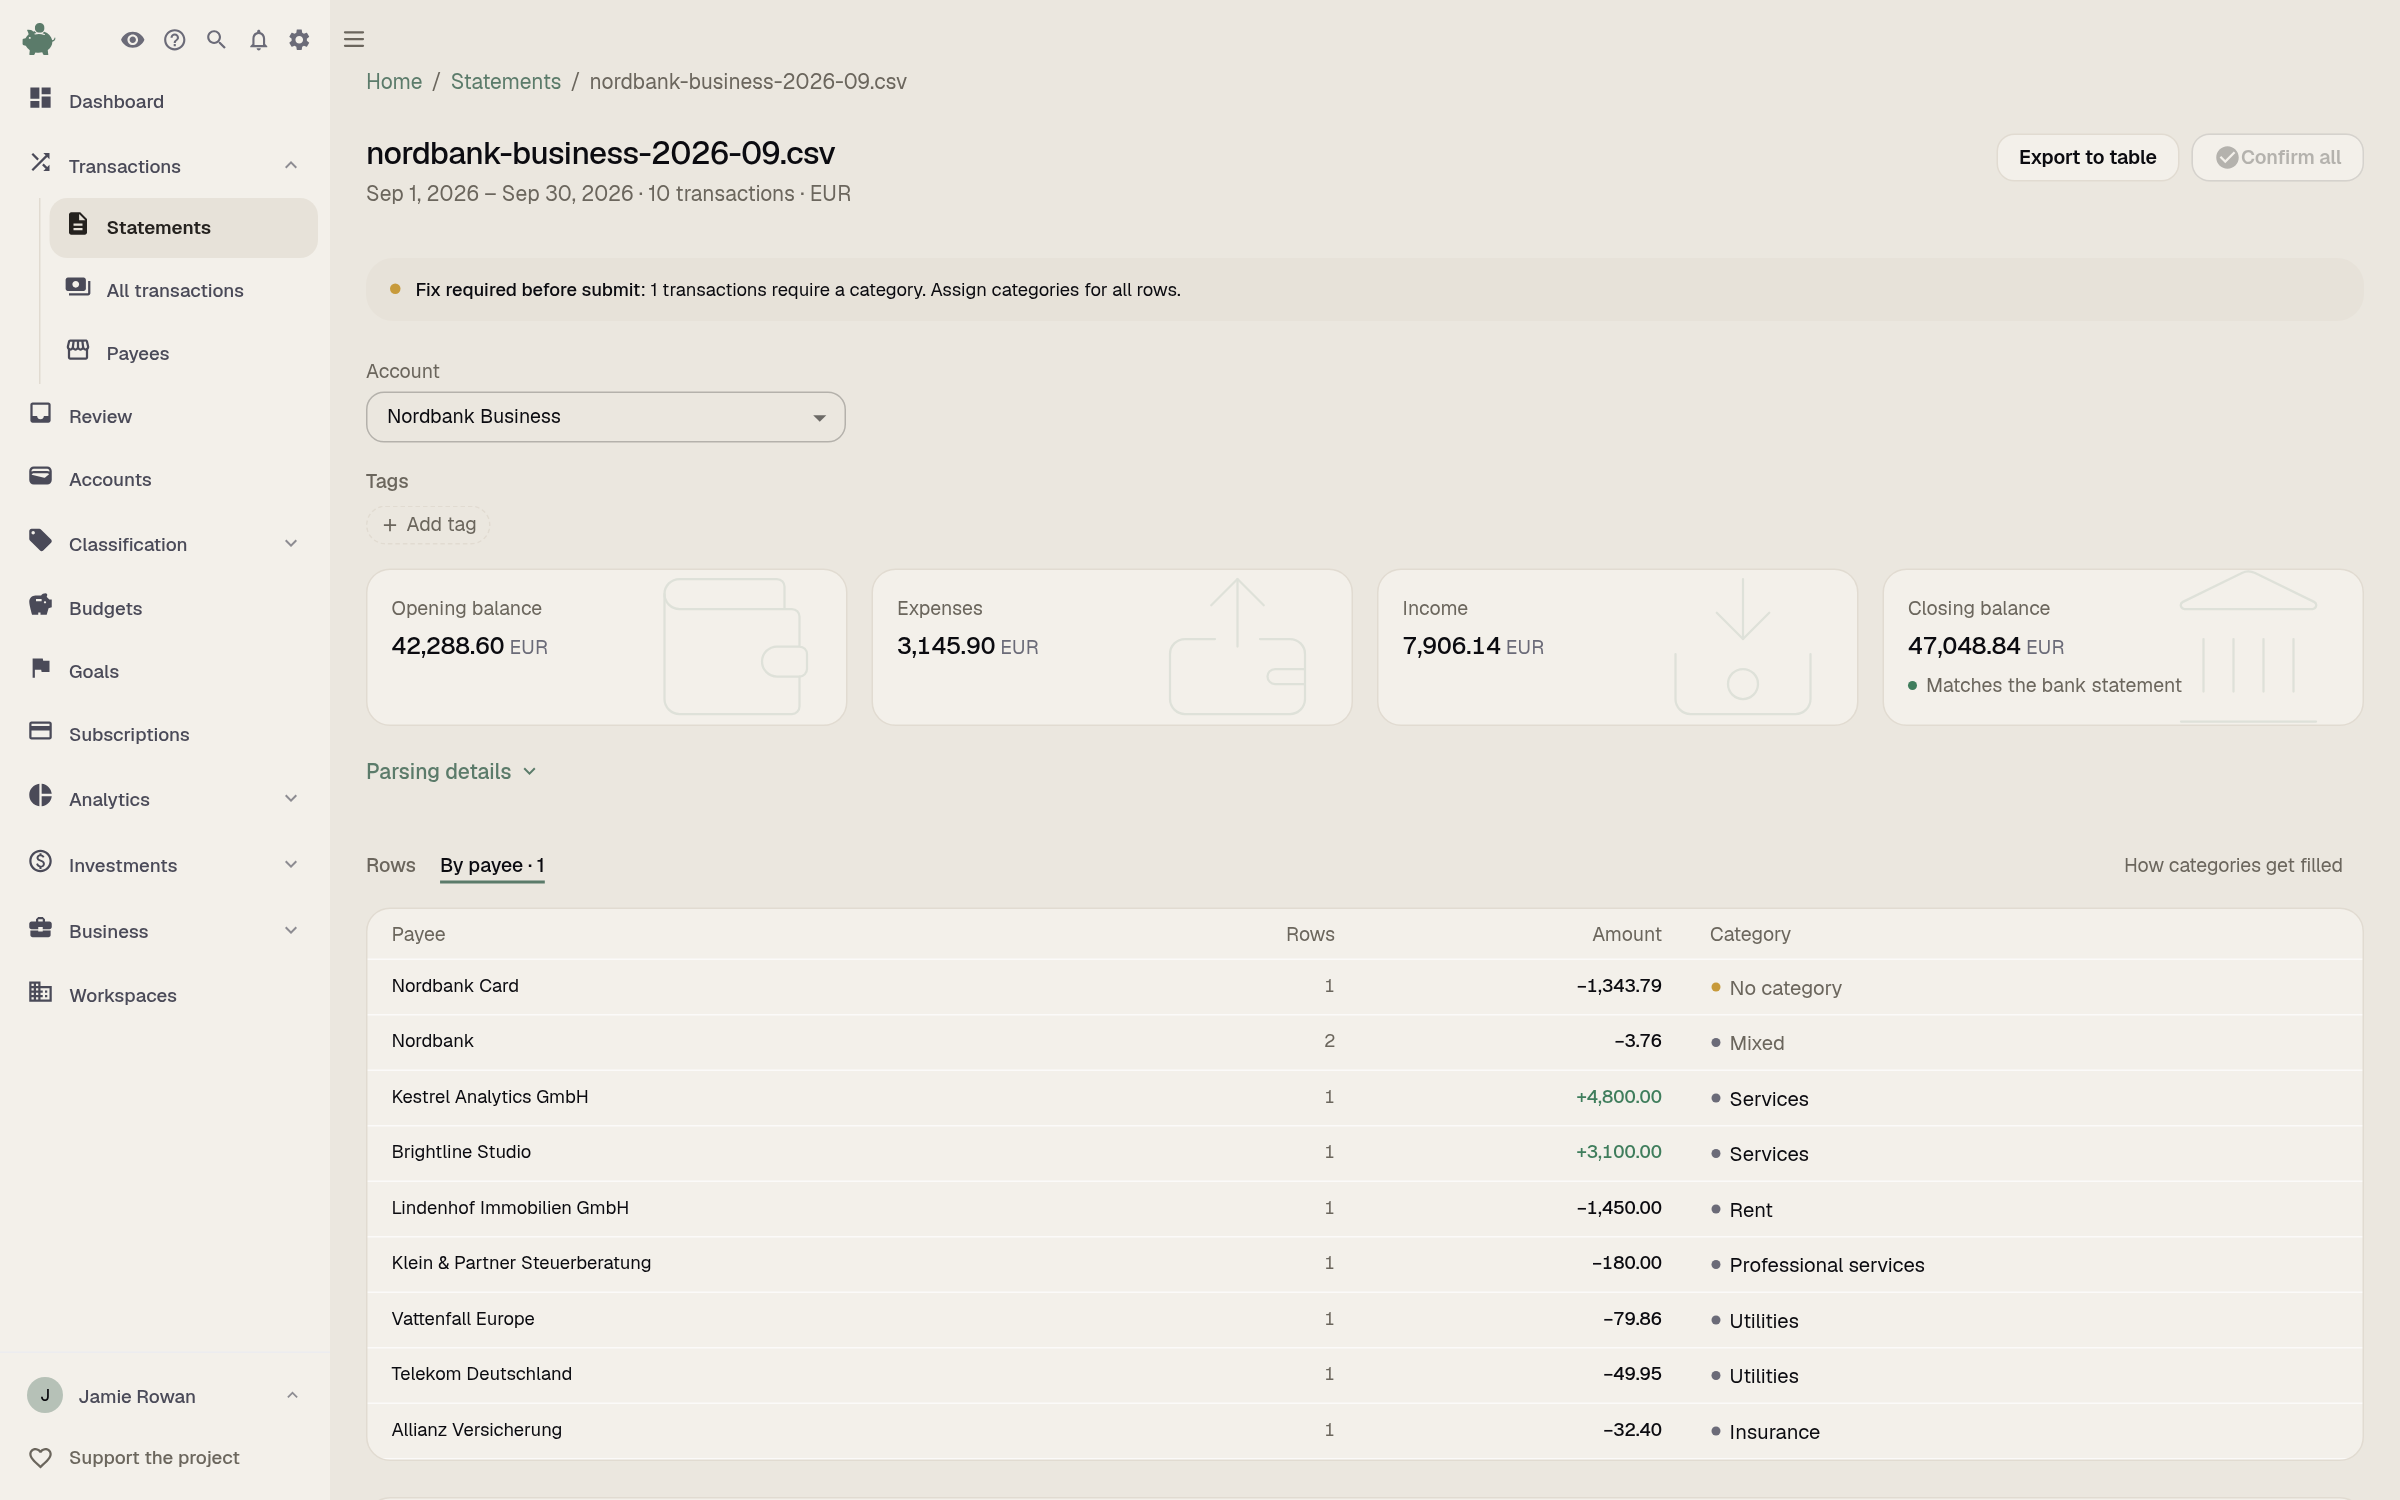 Dashboard
Transactions
Statements
All transactions
Payees
Review
Accounts
Classification
Budgets
Goals
Subscriptions
Analytics
Investments
Business
Workspaces
J Jamie Rowan
Support the project
Home / Statements / nordbank-business-2026-09.csv
nordbank-business-2026-09.csv
Sep 1, 2026 – Sep 30, 2026 · 10 transactions · EUR
Export to table
Confirm all
Fix required before submit: 1 transactions require a category. Assign categories for all rows.
Account
Nordbank Business
Tags
+ Add tag
Opening balance
42,288.60 EUR
Expenses
3,145.90 EUR
Income
7,906.14 EUR
Closing balance
47,048.84 EUR
Matches the bank statement
Parsing details
Rows By payee · 1 How categories get filled
Payee Rows Amount Category
Nordbank Card 1 −1,343.79 No category
Nordbank 2 −3.76 Mixed
Kestrel Analytics GmbH 1 +4,800.00 Services
Brightline Studio 1 +3,100.00 Services
Lindenhof Immobilien GmbH 1 −1,450.00 Rent
Klein & Partner Steuerberatung 1 −180.00 Professional services
Vattenfall Europe 1 −79.86 Utilities
Telekom Deutschland 1 −49.95 Utilities
Allianz Versicherung 1 −32.40 Insurance